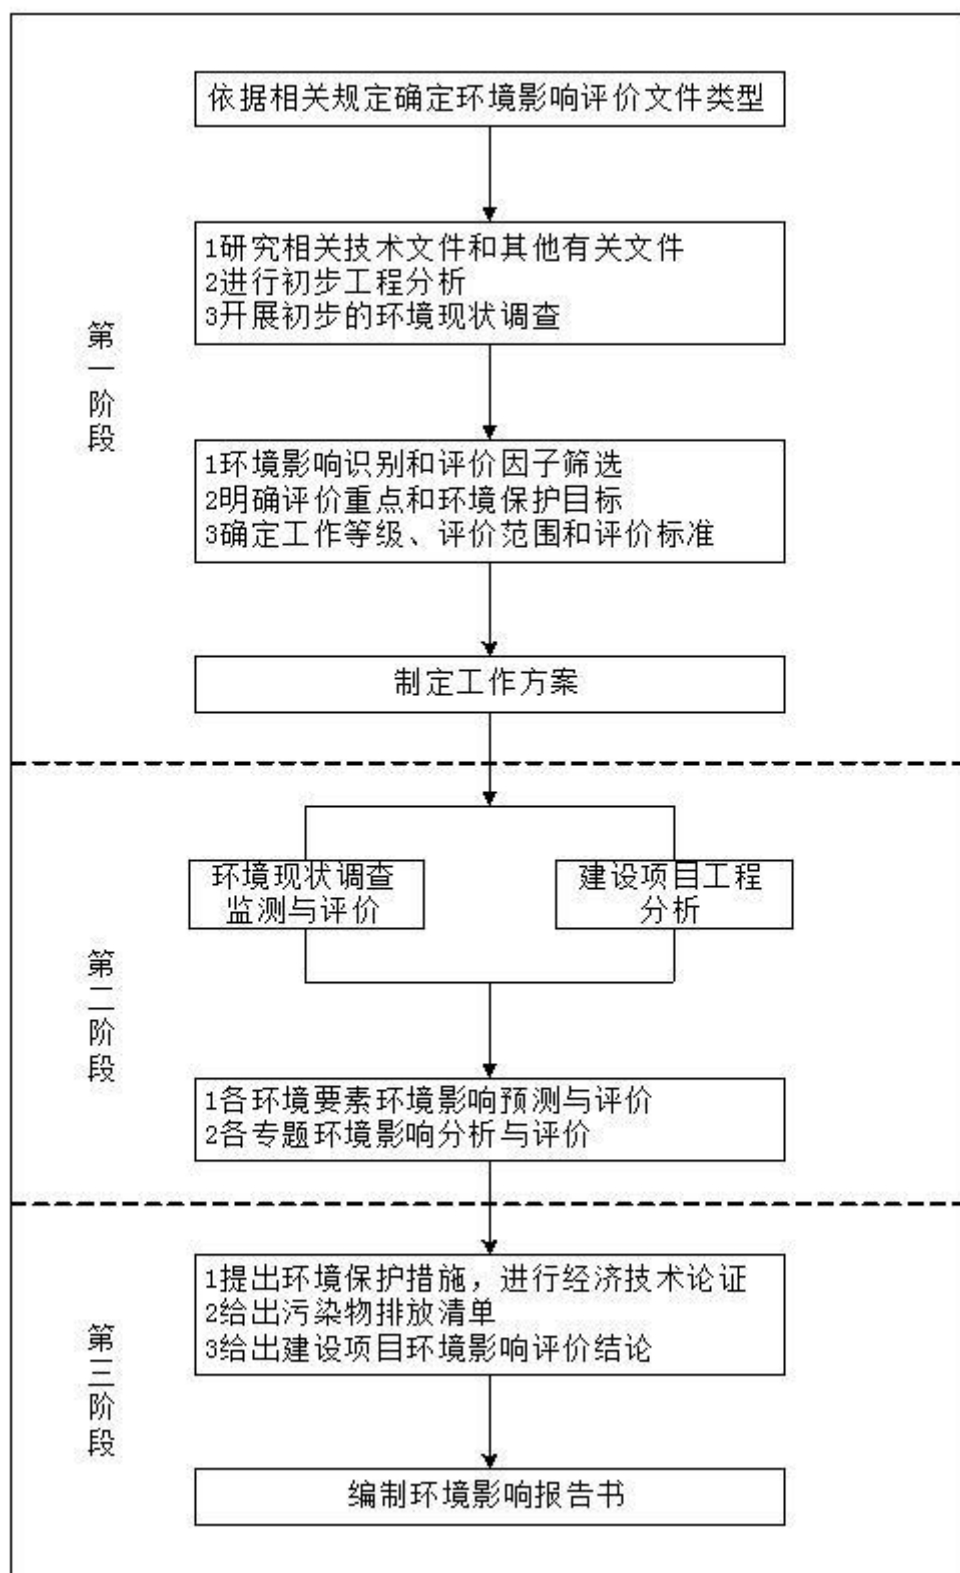 依据相关规定确定环境影响评价文件类型
1研究相关技术文件和其他有关文件
2进行初步工程分析
3开展初步的环境现状调查
第一阶段
1环境影响识别和评价因子筛选
2明确评价重点和环境保护目标
3确定工作等级、评价范围和评价标准
制定工作方案
环境现状调查
监测与评价
建设项目工程
分析
第二阶段
1各环境要素环境影响预测与评价
2各专题环境影响分析与评价
1提出环境保护措施，进行经济技术论证
2给出污染物排放清单
3给出建设项目环境影响评价结论
第三阶段
编制环境影响报告书